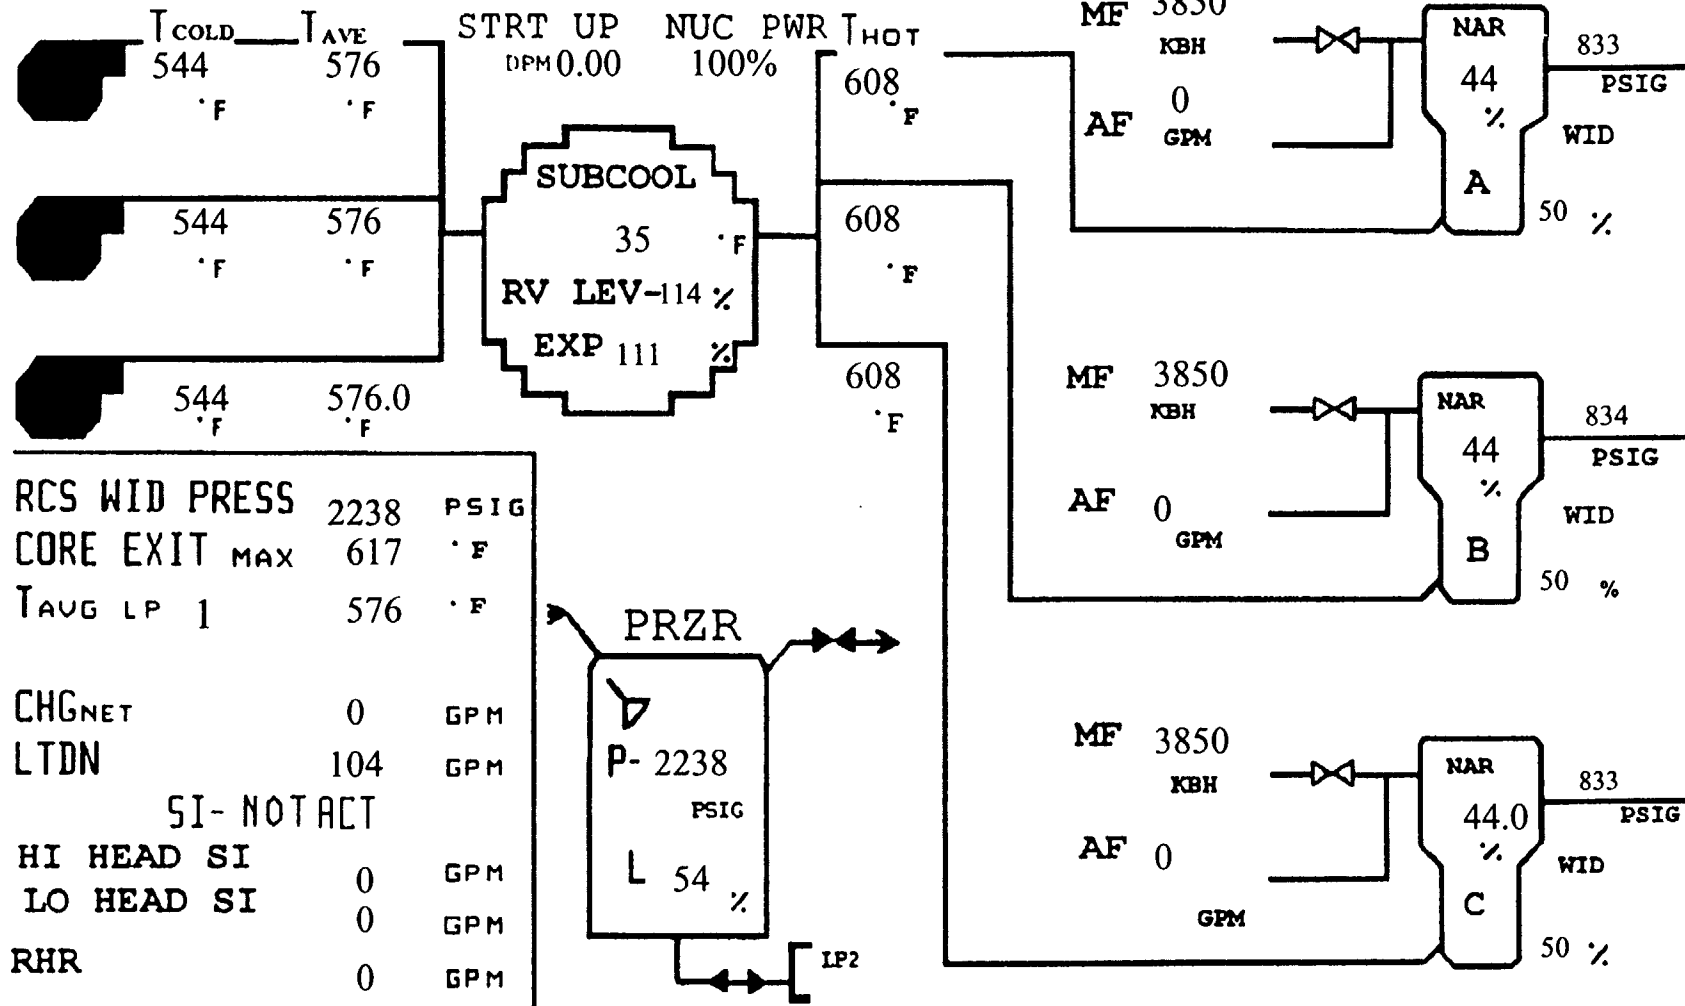 TCOLD TAVE STRT UP NUC PWR THOT
544 576 DPM 0.00 100% 608
°F °F °F
544 576 608
°F °F °F
544 576.0 608
°F °F °F
SUBCOOL
35 °F
RV LEV-114 %
EXP 111 %
RCS WID PRESS 2238 PSIG
CORE EXIT MAX 617 °F
TAVG LP 1 576 °F
CHGNET 0 GPM
LTDN 104 GPM
SI- NOT ACT
HI HEAD SI 0 GPM
LO HEAD SI 0 GPM
RHR 0 GPM
PRZR
P- 2238
PSIG
L 54
%
LP2
MF 3850
KBH
AF 0
GPM
NAR
44
%
A
833
PSIG
WID
50 %
MF 3850
KBH
AF 0
GPM
NAR
44
%
B
834
PSIG
WID
50 %
MF 3850
KBH
AF 0
GPM
NAR
44.0
%
C
833
PSIG
WID
50 %